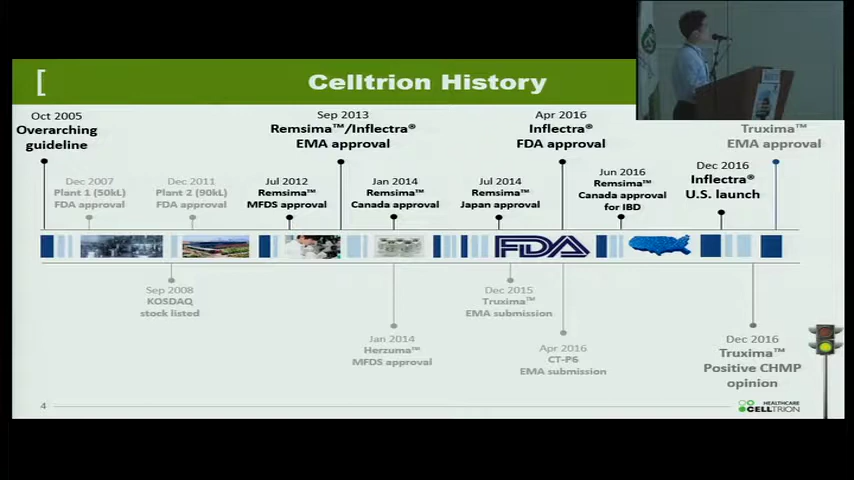 [
Celltrion History
Oct 2005
Overarching
guideline
Sep 2013
Remsima™/Inflectra®
EMA approval
Apr 2016
Inflectra®
FDA approval
Truxima™
EMA approval
Dec 2007
Plant 1 (50kL)
FDA approval
Dec 2011
Plant 2 (90kL)
FDA approval
Jul 2012
Remsima™
MFDS approval
Jan 2014
Remsima™
Canada approval
Jul 2014
Remsima™
Japan approval
Jun 2016
Remsima™
Canada approval
for IBD
Dec 2016
Inflectra®
U.S. launch
FDA
Sep 2008
KOSDAQ
stock listed
Jan 2014
Herzuma™
MFDS approval
Dec 2015
Truxima™
EMA submission
Apr 2016
CT-P6
EMA submission
Dec 2016
Truxima™
Positive CHMP
opinion
4
HEALTHCARE
CELLTRION